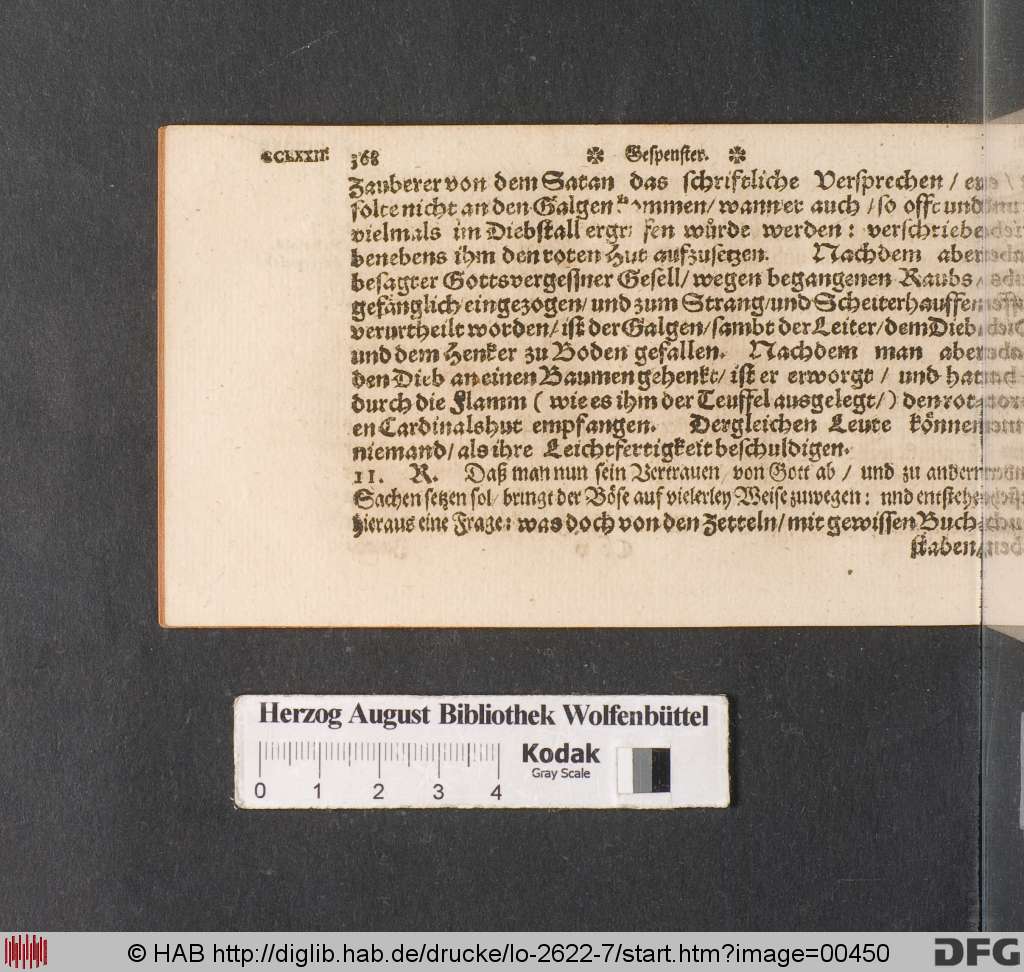 CCLXXII. 368 ✠ Gespenster. ✠
Zauberer von dem Satan das schriftliche Versprechen / er /
solte nicht an den Galgen kommen / wann er auch / so offt und
vielmals im Diebstall ergriffen würde werden: verschrieben
benebens ihm den roten Hut aufzusetzen. Nachdem aber
besagter Gottsvergessner Gesell / wegen begangenen Raubs /
gefänglich eingezogen / und zum Strang / und Scheiterhauffen
verurtheilt worden / ist der Galgen / sambt der Leiter / dem Dieb
und dem Henker zu Boden gefallen. Nachdem man aber
den Dieb an einen Baumen gehenkt / ist er erworgt / und hat
durch die Flamm ( wie es ihm der Teuffel ausgelegt / ) den rot-
en Cardinalshut empfangen. Dergleichen Leute können
niemand / als ihre Leichtfertigkeit beschuldigen.
11. R. Daß man nun sein Vertrauen von Gott ab / und zu andern
Sachen setzen sol / bringt der Böse auf vielerley Weise zuwegen: und entstehet
hieraus eine Frage: was doch von den Zetteln / mit gewissen Buch-
staben /
Herzog August Bibliothek Wolfenbüttel
Kodak
Gray Scale
0 1 2 3 4
© HAB http://diglib.hab.de/drucke/lo-2622-7/start.htm?image=00450
DFG